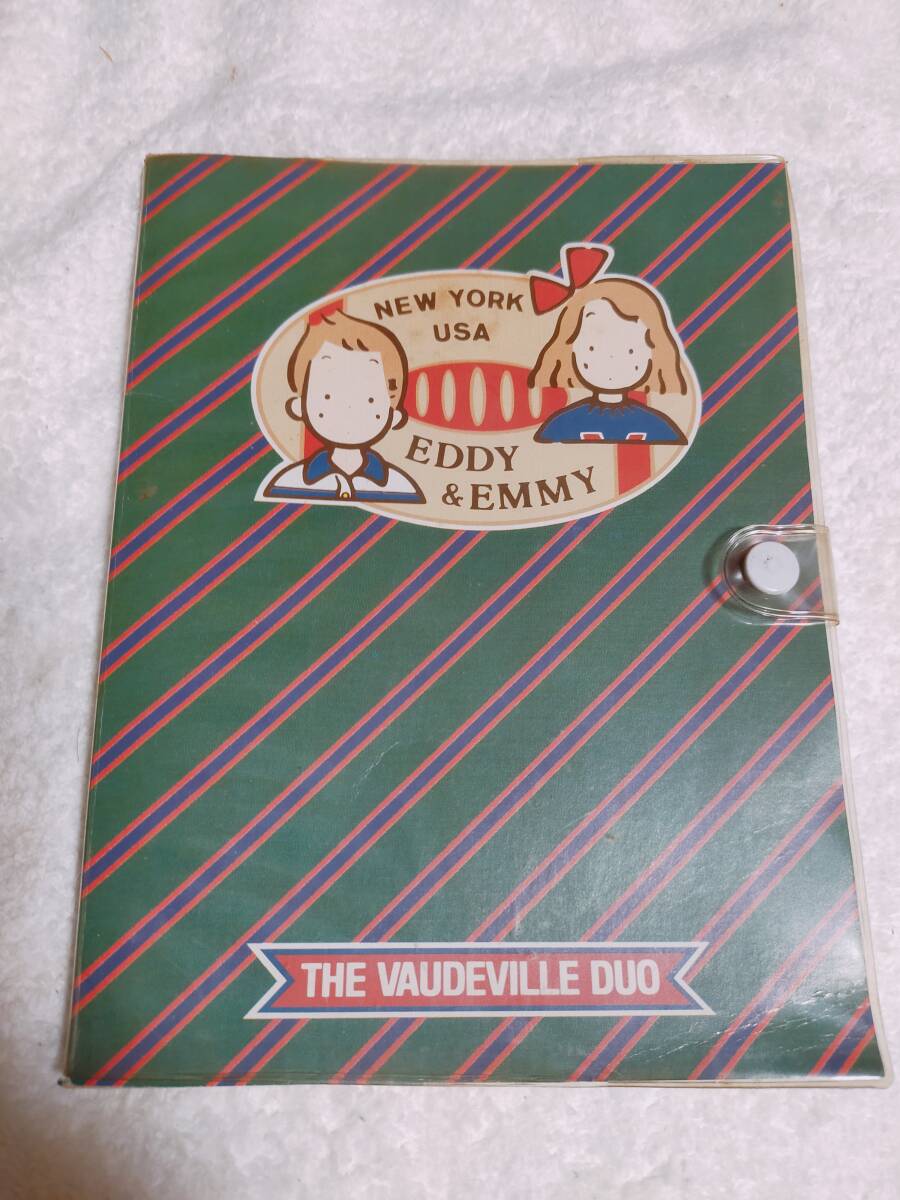 NEW YORK
USA
EDDY
& EMMY
THE VAUDEVILLE DUO